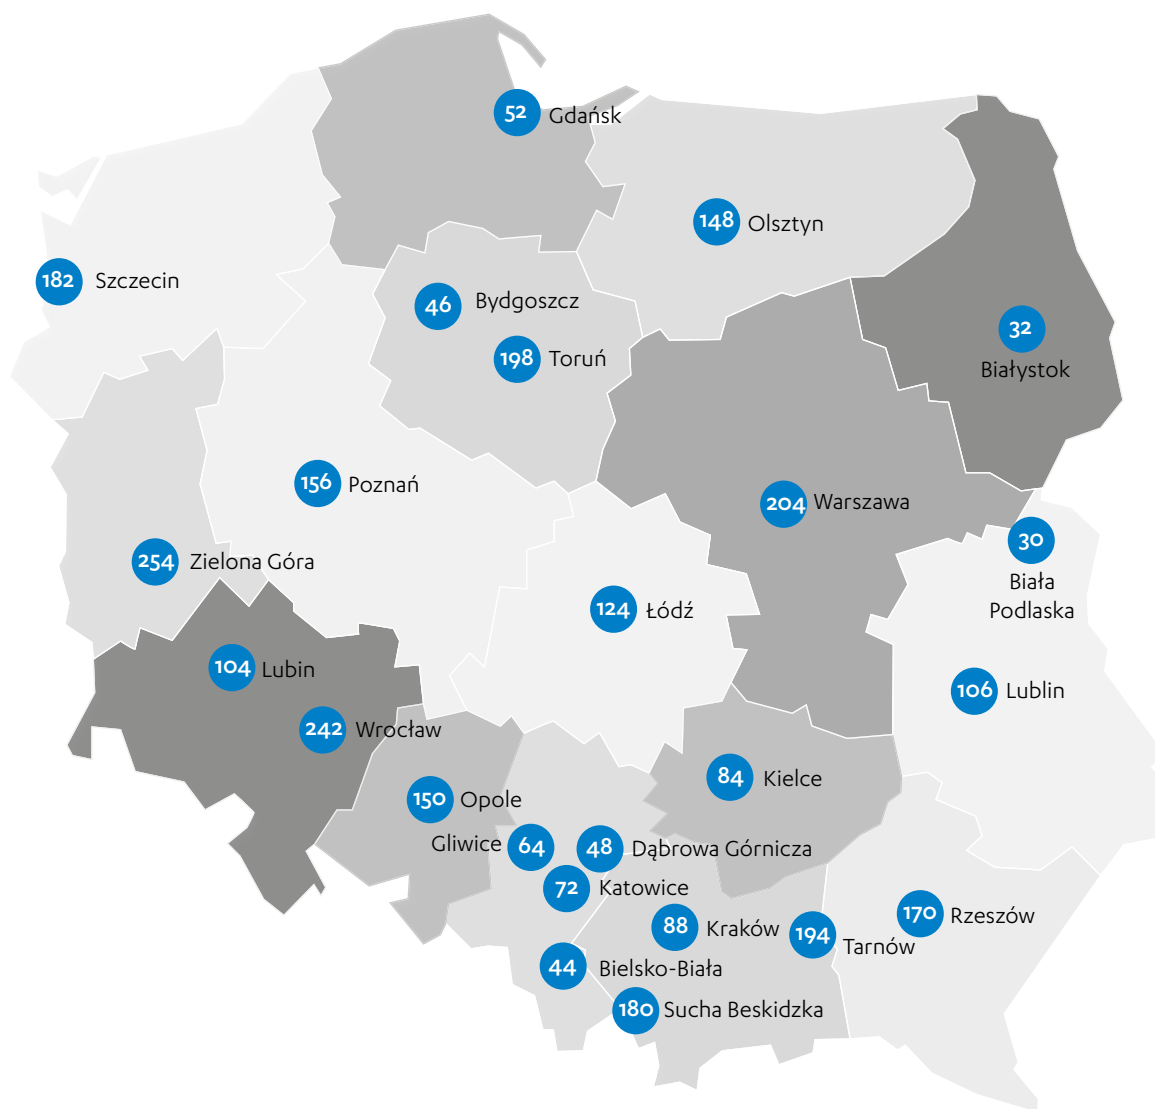 52 Gdańsk
148 Olsztyn
182 Szczecin
46 Bydgoszcz
198 Toruń
32
Białystok
156 Poznań
204 Warszawa
30
Biała
Podlaska
254 Zielona Góra
124 Łódź
104 Lubin
106 Lublin
242 Wrocław
84 Kielce
150 Opole
Gliwice 64
48 Dąbrowa Górnicza
72 Katowice
88 Kraków
194 Tarnów
170 Rzeszów
44 Bielsko-Biała
180 Sucha Beskidzka